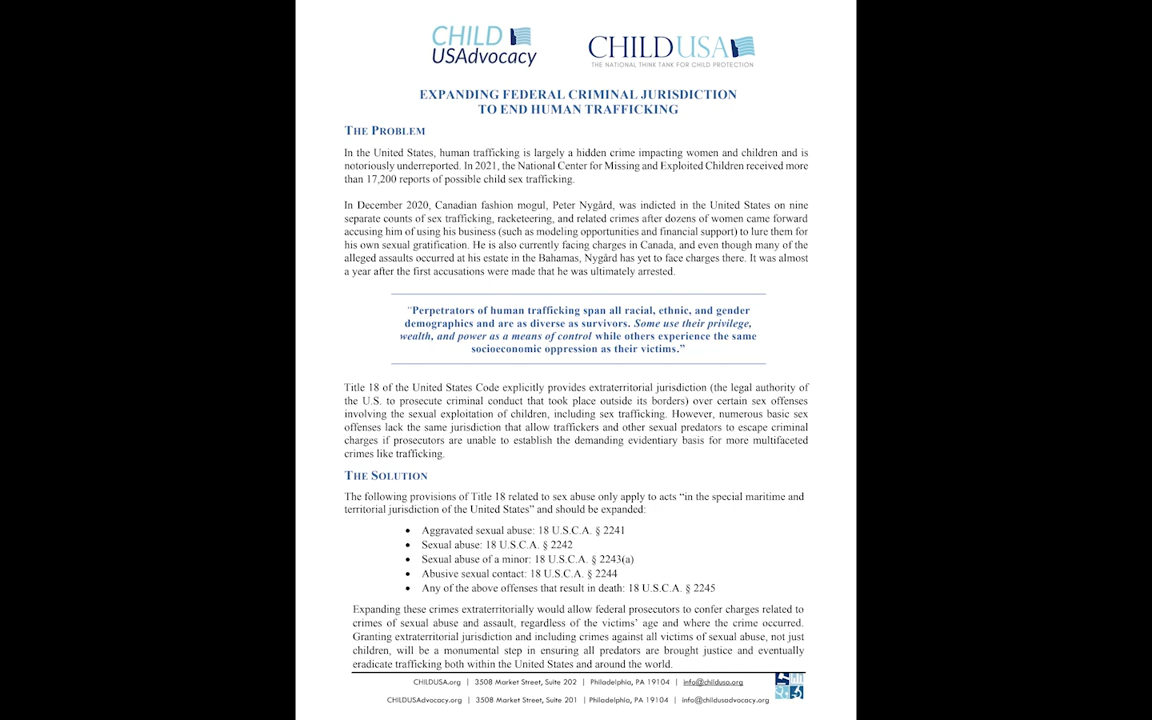 CHILD
USAdvocacy
CHILDUSA
THE NATIONAL THINK TANK FOR CHILD PROTECTION
EXPANDING FEDERAL CRIMINAL JURISDICTION
TO END HUMAN TRAFFICKING
THE PROBLEM
In the United States, human trafficking is largely a hidden crime impacting women and children and is
notoriously underreported. In 2021, the National Center for Missing and Exploited Children received more
than 17,200 reports of possible child sex trafficking.
In December 2020, Canadian fashion mogul, Peter Nygård, was indicted in the United States on nine
separate counts of sex trafficking, racketeering, and related crimes after dozens of women came forward
accusing him of using his business (such as modeling opportunities and financial support) to lure them for
his own sexual gratification. He is also currently facing charges in Canada, and even though many of the
alleged assaults occurred at his estate in the Bahamas, Nygård has yet to face charges there. It was almost
a year after the first accusations were made that he was ultimately arrested.
"Perpetrators of human trafficking span all racial, ethnic, and gender
demographics and are as diverse as survivors. Some use their privilege,
wealth, and power as a means of control while others experience the same
socioeconomic oppression as their victims."
Title 18 of the United States Code explicitly provides extraterritorial jurisdiction (the legal authority of
the U.S. to prosecute criminal conduct that took place outside its borders) over certain sex offenses
involving the sexual exploitation of children, including sex trafficking. However, numerous basic sex
offenses lack the same jurisdiction that allow traffickers and other sexual predators to escape criminal
charges if prosecutors are unable to establish the demanding evidentiary basis for more multifaceted
crimes like trafficking.
THE SOLUTION
The following provisions of Title 18 related to sex abuse only apply to acts "in the special maritime and
territorial jurisdiction of the United States" and should be expanded:
• Aggravated sexual abuse: 18 U.S.C.A. § 2241
• Sexual abuse: 18 U.S.C.A. § 2242
• Sexual abuse of a minor: 18 U.S.C.A. § 2243(a)
• Abusive sexual contact: 18 U.S.C.A. § 2244
• Any of the above offenses that result in death: 18 U.S.C.A. § 2245
Expanding these crimes extraterritorially would allow federal prosecutors to confer charges related to
crimes of sexual abuse and assault, regardless of the victims' age and where the crime occurred.
Granting extraterritorial jurisdiction and including crimes against all victims of sexual abuse, not just
children, will be a monumental step in ensuring all predators are brought justice and eventually
eradicate trafficking both within the United States and around the world.
CHILDUSA.org | 3508 Market Street, Suite 202 | Philadelphia, PA 19104 | info@childusa.org
CHILDUSAdvocacy.org | 3508 Market Street, Suite 201 | Philadelphia, PA 19104 | info@childusadvocacy.org